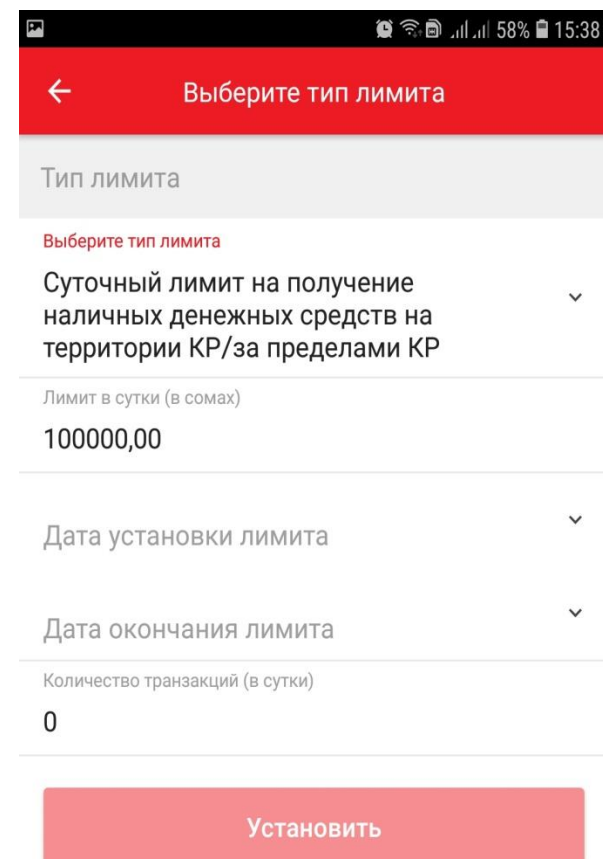 58% 15:38
Выберите тип лимита
Тип лимита
Выберите тип лимита
Суточный лимит на получение
наличных денежных средств на
территории КР/за пределами КР
Лимит в сутки (в сомах)
100000,00
Дата установки лимита
Дата окончания лимита
Количество транзакций (в сутки)
0
Установить